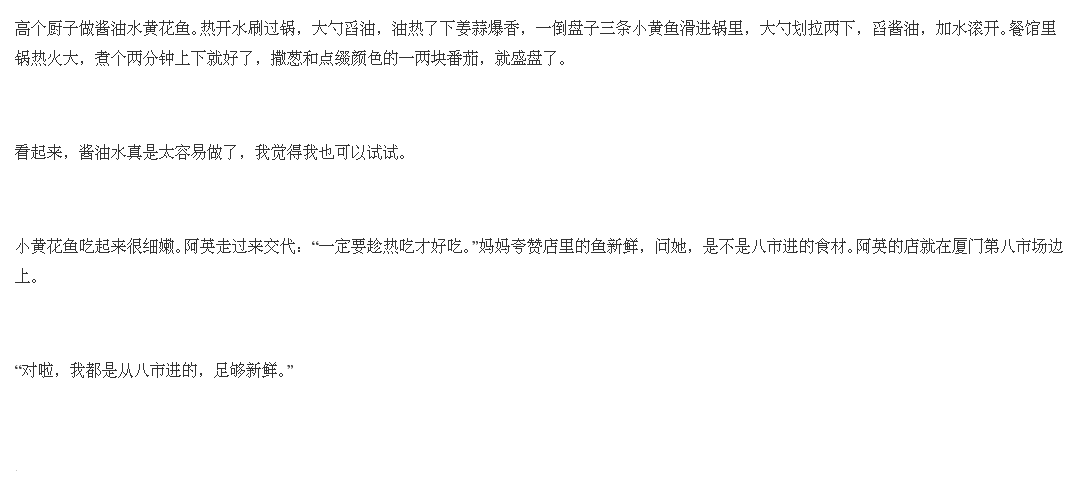 高个厨子做酱油水黄花鱼。热开水刷过锅，大勺舀油，油热了下姜蒜爆香，一倒盘子三条小黄鱼滑进锅里，大勺划拉两下，舀酱油，加水滚开。餐馆里
锅热火大，煮个两分钟上下就好了，撒葱和点缀颜色的一两块番茄，就盛盘了。
看起来，酱油水真是太容易做了，我觉得我也可以试试。
小黄花鱼吃起来很细嫩。阿英走过来交代：“一定要趁热吃才好吃。”妈妈夸赞店里的鱼新鲜，问她，是不是八市进的食材。阿英的店就在厦门第八市场边
上。
“对啦，我都是从八市进的，足够新鲜。”